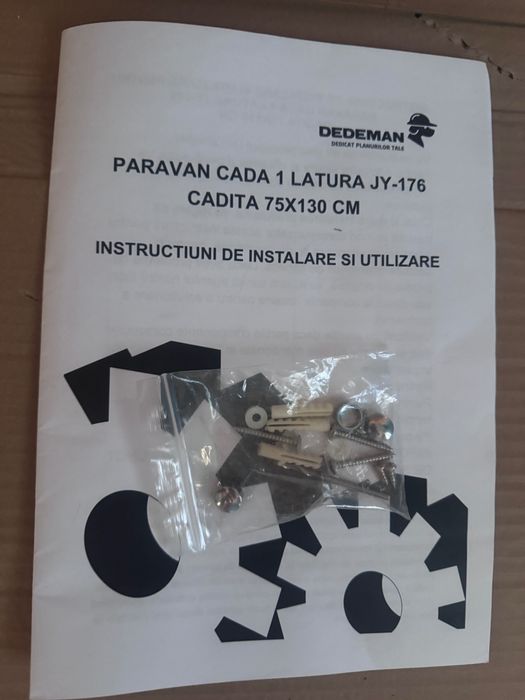 DEDEMAN
DEDICAT PLANURILOR TALE
PARAVAN CADA 1 LATURA JY-176
CADITA 75X130 CM
INSTRUCTIUNI DE INSTALARE SI UTILIZARE